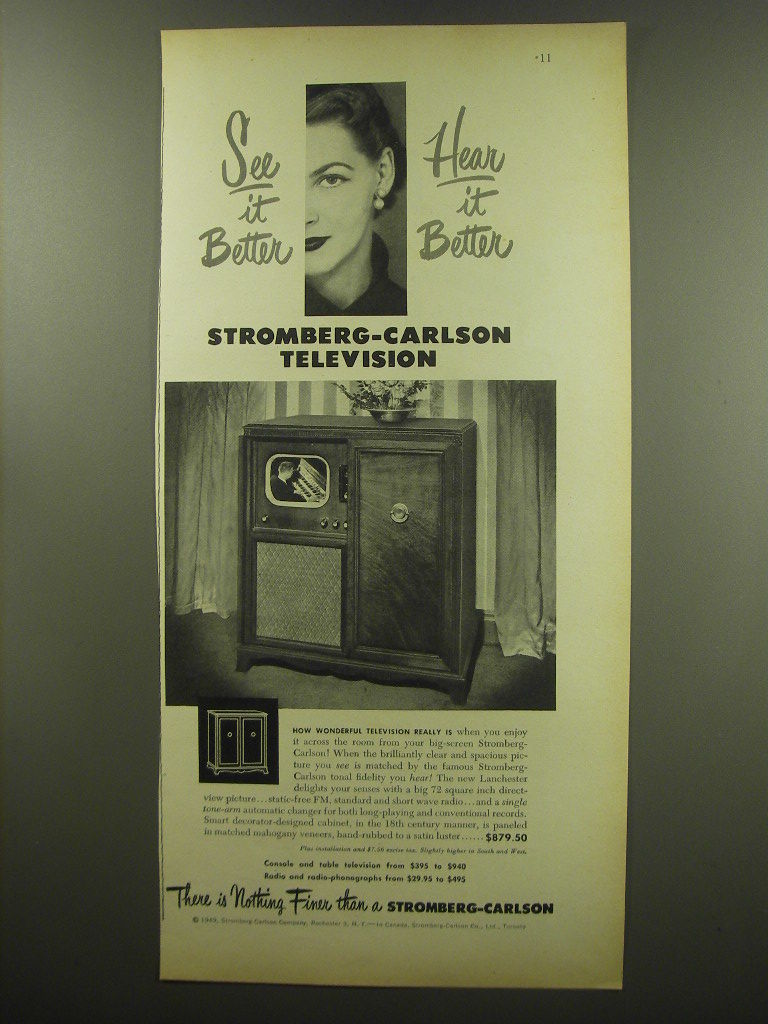 11
See
it
Better
Hear
it
Better
STROMBERG-CARLSON
TELEVISION
HOW WONDERFUL TELEVISION REALLY IS when you enjoy
it across the room from your big-screen Stromberg-
Carlson! When the brilliantly clear and spacious pic-
ture you see is matched by the famous Stromberg-
Carlson tonal fidelity you hear! The new Lanchester
delights your senses with a big 72 square inch direct-
view picture...static-free FM, standard and short wave radio...and a single
tone-arm automatic changer for both long-playing and conventional records.
Smart decorator-designed cabinet, in the 18th century manner, is paneled
in matched mahogany veneers, band-rubbed to a satin luster......$879.50
Plus installation and $7.56 excise tax. Slightly higher in South and West.
Console and table television from $395 to $940
Radio and radio-phonographs from $29.95 to $495
There is Nothing Finer than a STROMBERG-CARLSON
© 1949, Stromberg-Carlson Company, Rochester 3, N. Y.—In Canada, Stromberg-Carlson Co., Ltd., Toronto